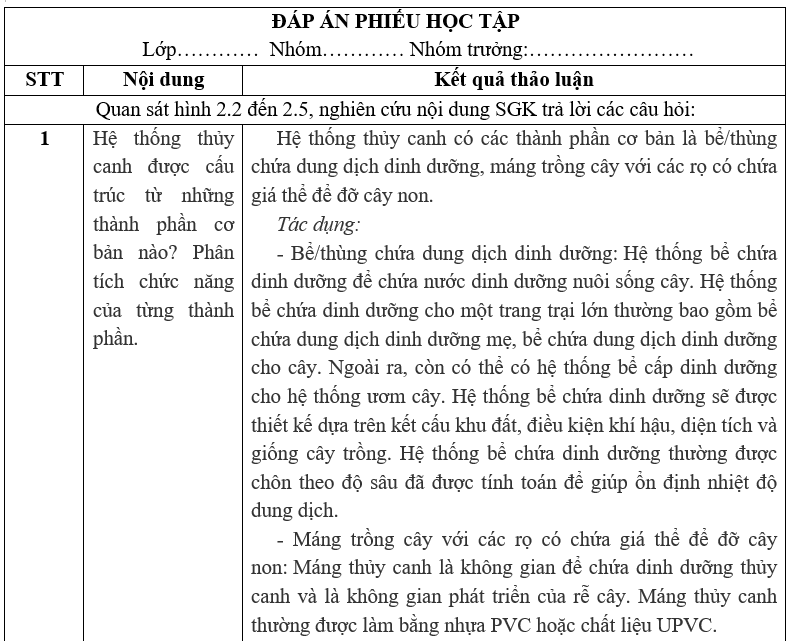 ĐÁP ÁN PHIẾU HỌC TẬP
Lớp………… Nhóm………… Nhóm trưởng:……………………
STT Nội dung Kết quả thảo luận
Quan sát hình 2.2 đến 2.5, nghiên cứu nội dung SGK trả lời các câu hỏi:
1
Hệ thống thủy
canh được cấu
trúc từ những
thành phần cơ
bản nào? Phân
tích chức năng
của từng thành
phần.
Hệ thống thủy canh có các thành phần cơ bản là bể/thùng
chứa dung dịch dinh dưỡng, máng trồng cây với các rọ có chứa
giá thể để đỡ cây non.
Tác dụng:
- Bể/thùng chứa dung dịch dinh dưỡng: Hệ thống bể chứa
dinh dưỡng để chứa nước dinh dưỡng nuôi sống cây. Hệ thống
bể chứa dinh dưỡng cho một trang trại lớn thường bao gồm bể
chứa dung dịch dinh dưỡng mẹ, bể chứa dung dịch dinh dưỡng
cho cây. Ngoài ra, còn có thể có hệ thống bể cấp dinh dưỡng
cho hệ thống ươm cây. Hệ thống bể chứa dinh dưỡng sẽ được
thiết kế dựa trên kết cấu khu đất, điều kiện khí hậu, diện tích và
giống cây trồng. Hệ thống bể chứa dinh dưỡng thường được
chôn theo độ sâu đã được tính toán để giúp ổn định nhiệt độ
dung dịch.
- Máng trồng cây với các rọ có chứa giá thể để đỡ cây
non: Máng thủy canh là không gian để chứa dinh dưỡng thủy
canh và là không gian phát triển của rễ cây. Máng thủy canh
thường được làm bằng nhựa PVC hoặc chất liệu UPVC.